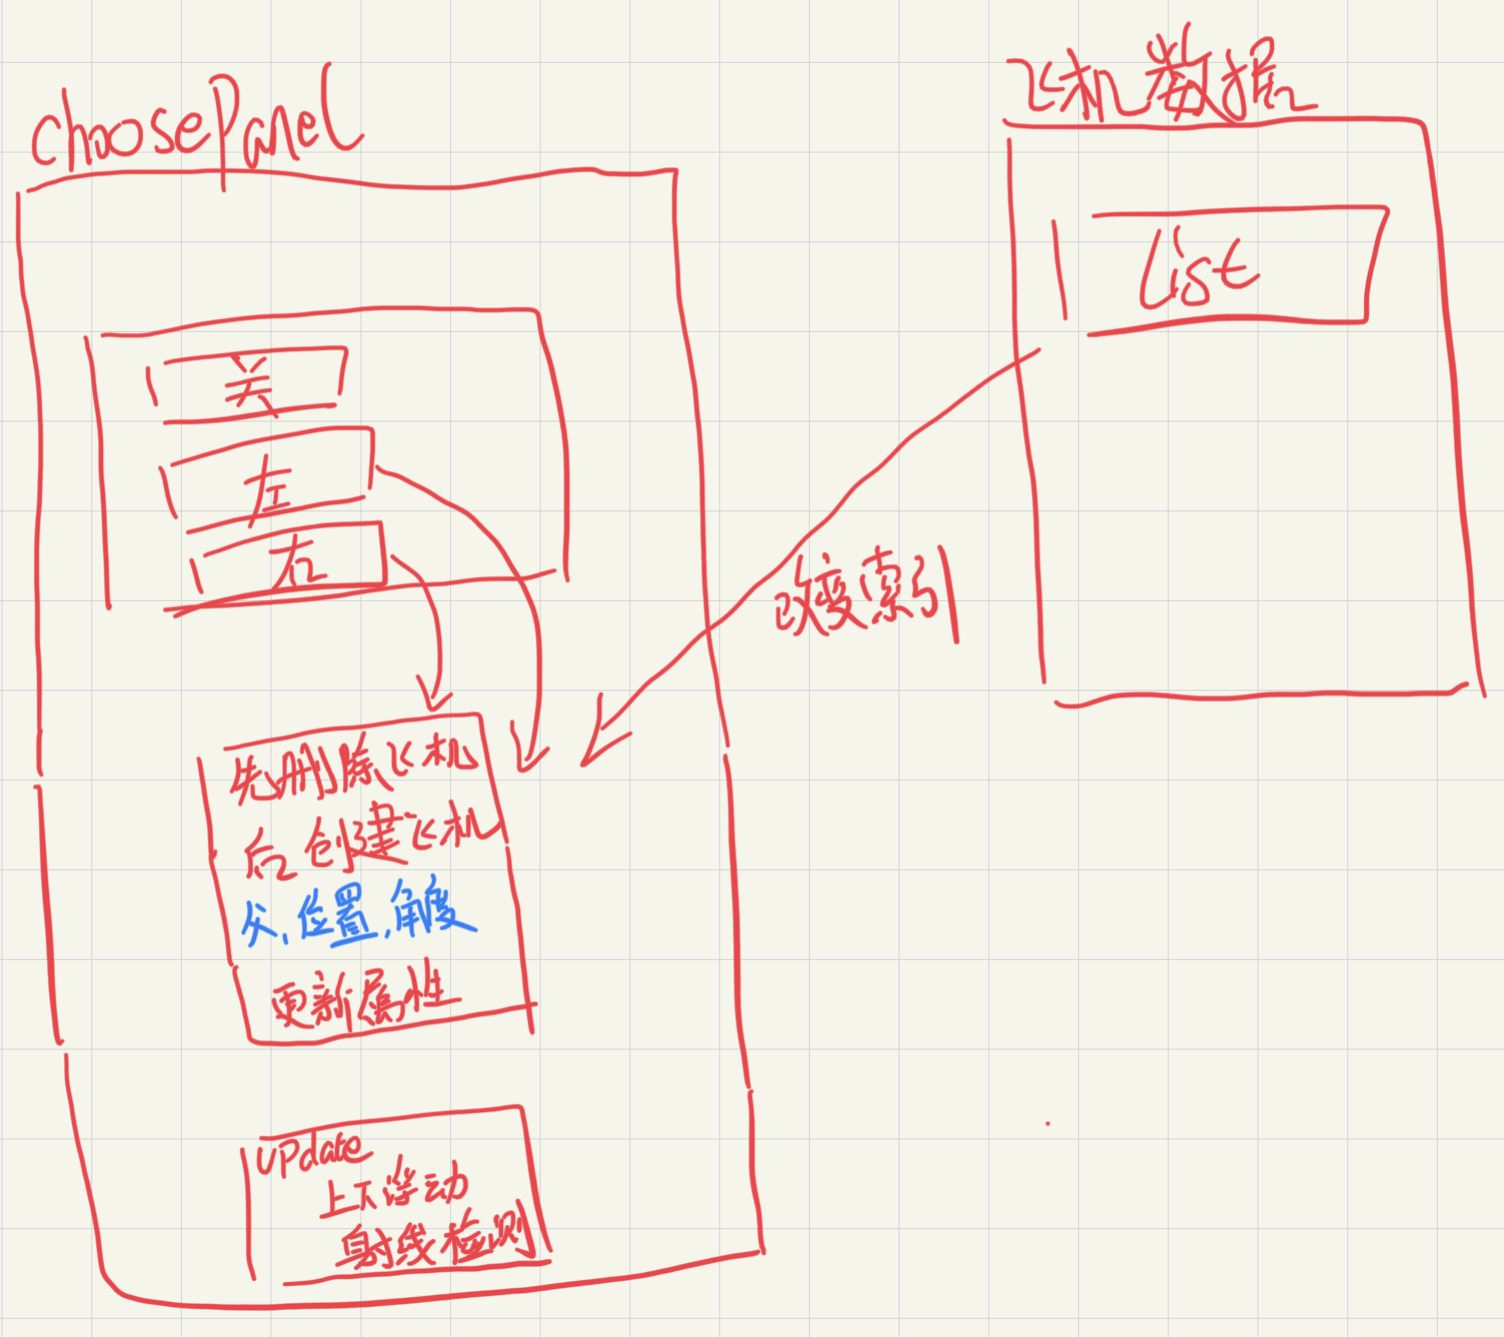 choosePanel
关
左
右
先删除飞机
后创建飞机
父，位置，角度
更新属性
update
上下浮动
射线检测
改变索引
飞机数据
List